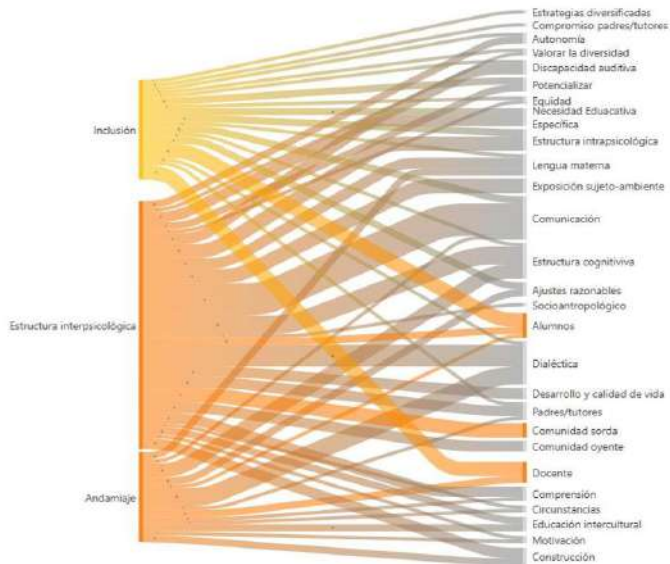 Inclusión
Estructura interpsicológica
Andamiaje
Estrategias diversificadas
Compromiso padres/tutores
Autonomía
Valorar la diversidad
Discapacidad auditiva
Potencializar
Equidad
Necesidad Eduacativa
Específica
Estructura intrapsicológica
Lengua materna
Exposición sujeto-ambiente
Comunicación
Estructura cognitiviva
Ajustes razonables
Socioantropológico
Alumnos
Dialéctica
Desarrollo y calidad de vida
Padres/tutores
Comunidad sorda
Comunidad oyente
Docente
Comprensión
Circunstancias
Educación intercultural
Motivación
Construcción